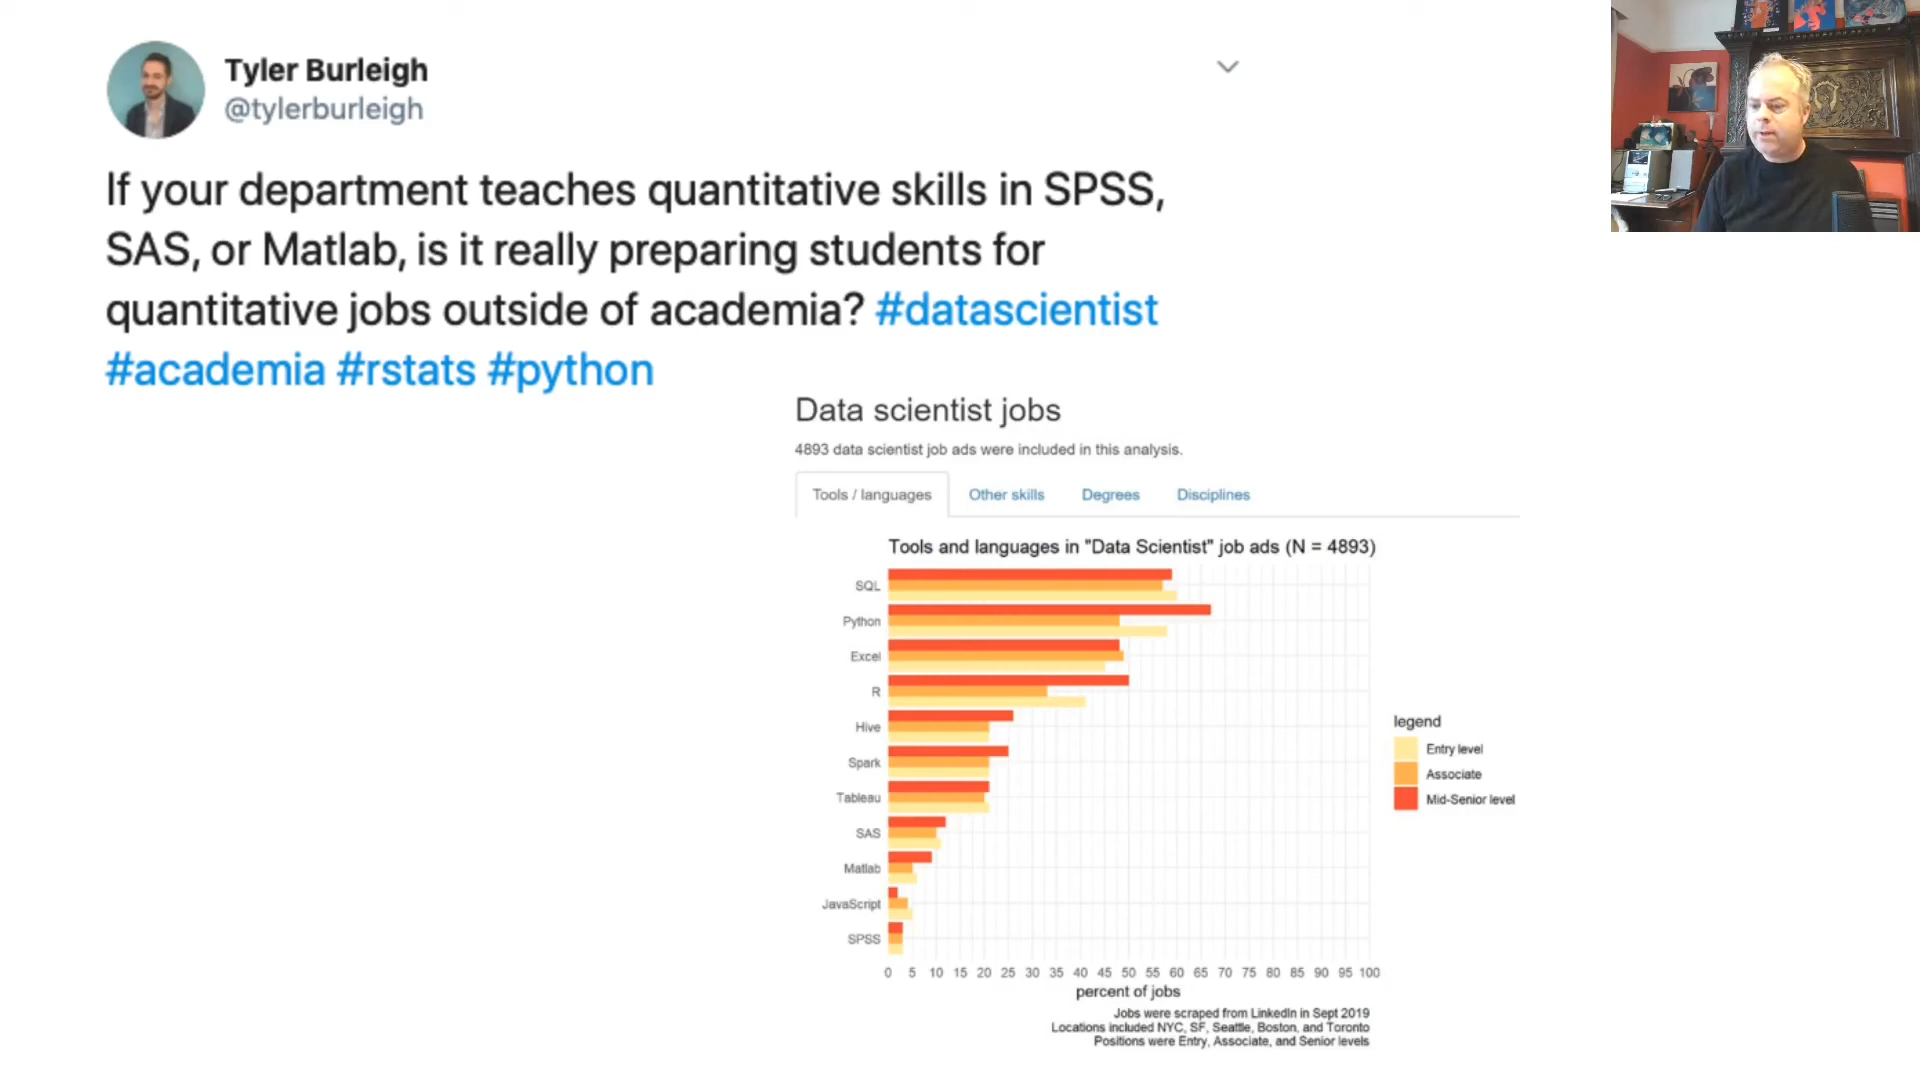 Tyler Burleigh
@tylerburleigh
If your department teaches quantitative skills in SPSS,
SAS, or Matlab, is it really preparing students for
quantitative jobs outside of academia? #datascientist
#academia #rstats #python
Data scientist jobs
4893 data scientist job ads were included in this analysis.
Tools / languages Other skills Degrees Disciplines
Tools and languages in "Data Scientist" job ads (N = 4893)
SQL
Python
Excel
R
Hive
Spark
Tableau
SAS
Matlab
JavaScript
SPSS
0 5 10 15 20 25 30 35 40 45 50 55 60 65 70 75 80 85 90 95 100
percent of jobs
legend
Entry level
Associate
Mid-Senior level
Jobs were scraped from LinkedIn in Sept 2019
Locations included NYC, SF, Seattle, Boston, and Toronto
Positions were Entry, Associate, and Senior levels